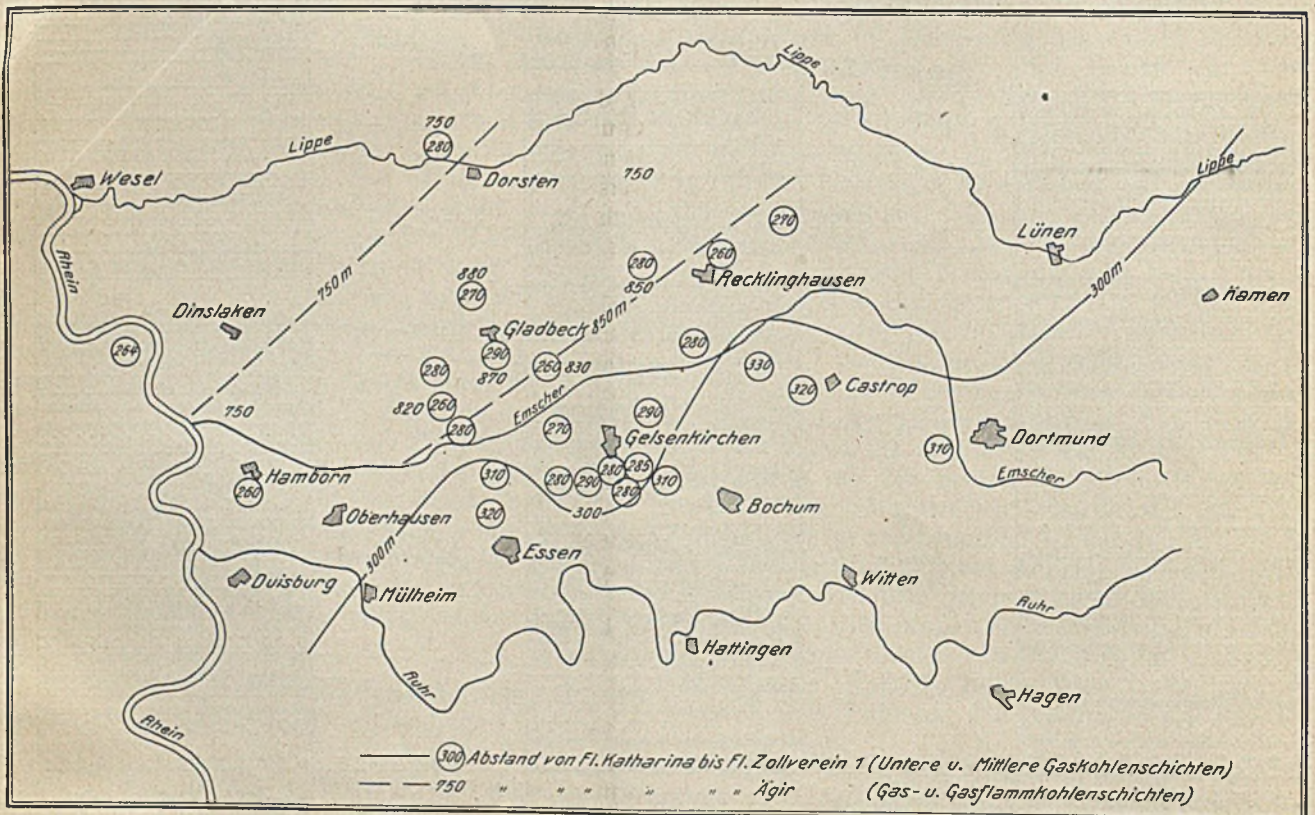 Lippe
750
280
Lippe
Wesel
Dorsten
750
Lippe
Rhein
750 m
270
Lünen
880
270
280
260
850
Recklinghausen
300m
Kamen
Dinslaken
Gladbeck
850 m
264
290
870
280
260
830
280
330
320
Castrop
820
260
Emscher
750
280
270
290
Gelsenkirchen
310
Dortmund
Hamborn
260
310
280
290
280
285
280
310
Emscher
Oberhausen
320
300
Bochum
300m
Essen
Duisburg
Mülheim
Witten
Ruhr
Hattingen
Ruhr
Hagen
Rhein
300 Abstand von Fl. Katharina bis Fl. Zollverein 1 (Untere u. Mittlere Gaskohlenschichten)
750 " " " " " " Ägir (Gas- u. Gasflammkohlenschichten)